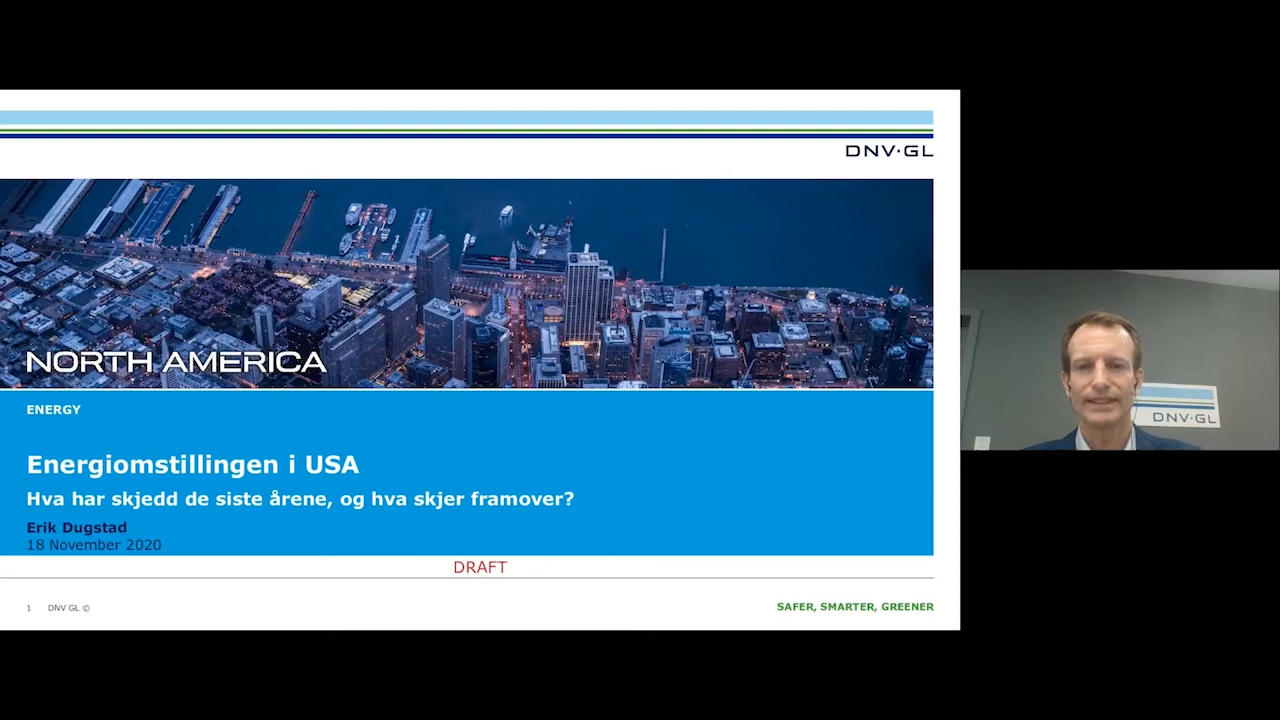 DNV·GL
NORTH AMERICA
ENERGY
Energiomstillingen i USA
Hva har skjedd de siste årene, og hva skjer framover?
Erik Dugstad
18 November 2020
DRAFT
1 DNV GL ©
SAFER, SMARTER, GREENER
DNV·GL